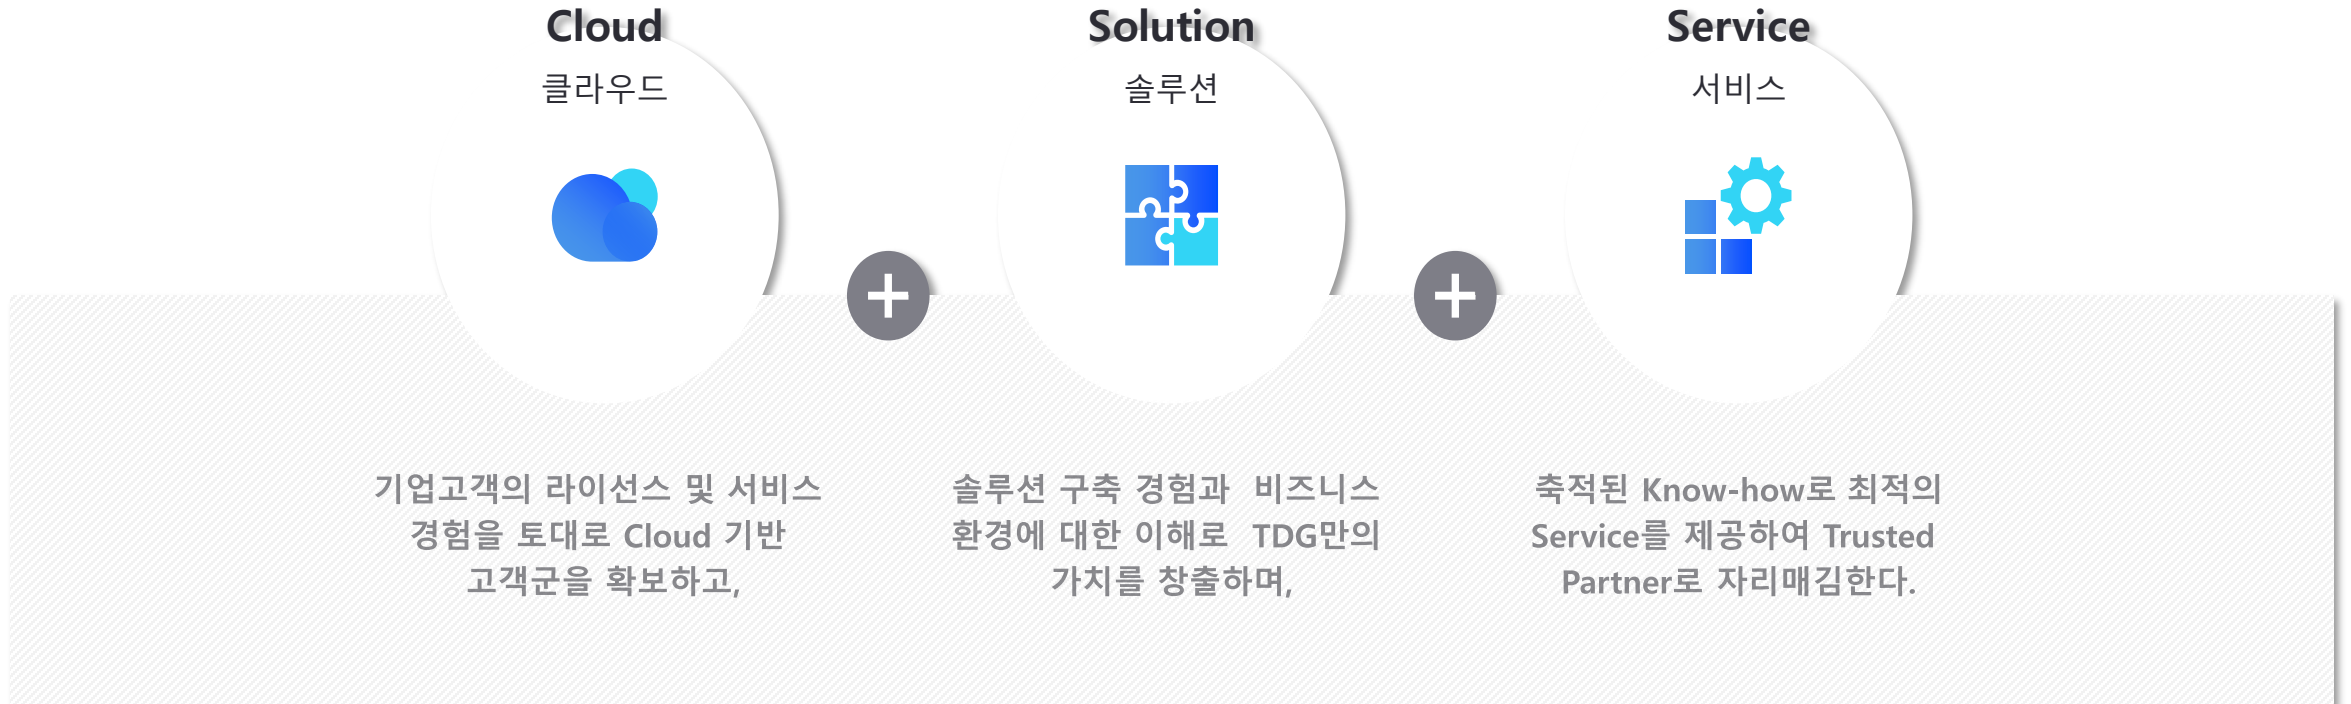 Cloud
클라우드
Solution
솔루션
Service
서비스
기업고객의 라이선스 및 서비스
경험을 토대로 Cloud 기반
고객군을 확보하고,
솔루션 구축 경험과 비즈니스
환경에 대한 이해로 TDG만의
가치를 창출하며,
축적된 Know-how로 최적의
Service를 제공하여 Trusted
Partner로 자리매김한다.